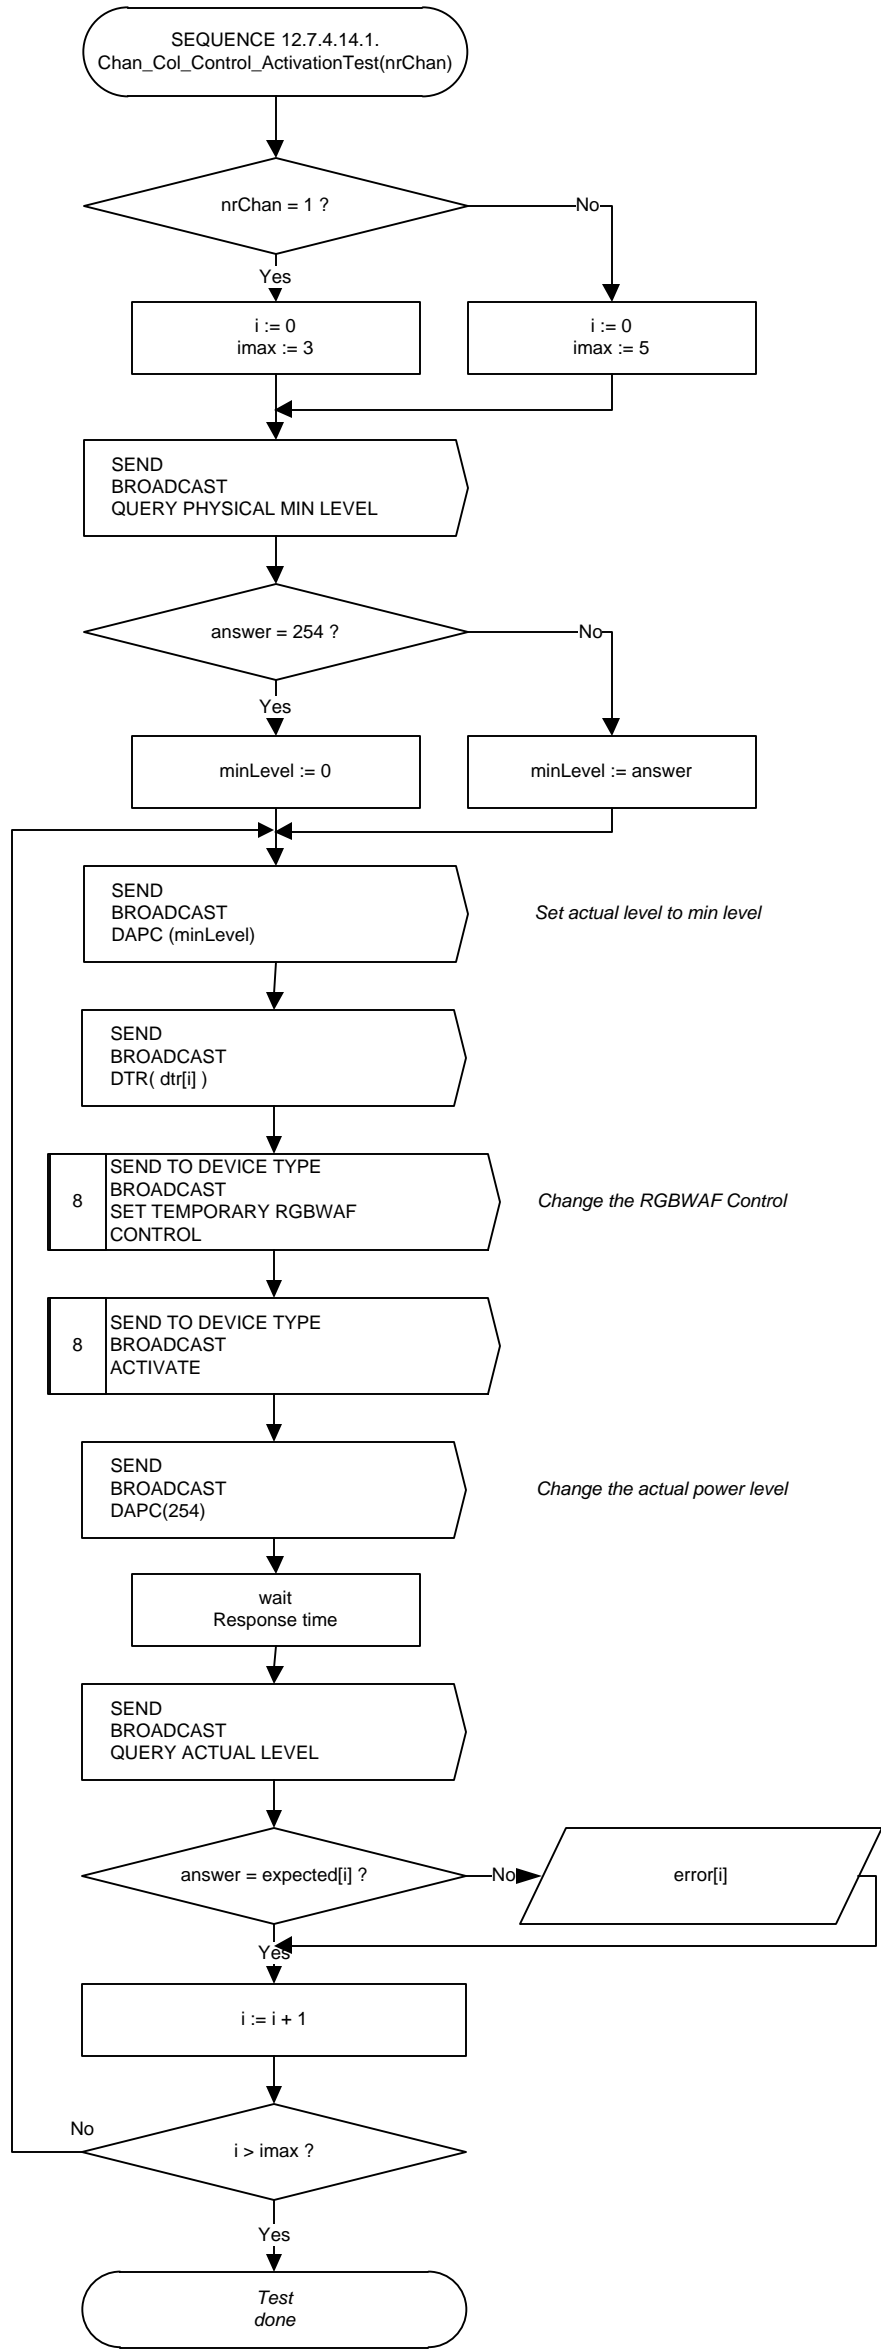 SEQUENCE 12.7.4.14.1.
Chan_Col_Control_ActivationTest(nrChan)
nrChan = 1 ?
No
Yes
i := 0
imax := 3
i := 0
imax := 5
SEND
BROADCAST
QUERY PHYSICAL MIN LEVEL
answer = 254 ?
No
Yes
minLevel := 0
minLevel := answer
SEND
BROADCAST
DAPC (minLevel)
Set actual level to min level
SEND
BROADCAST
DTR( dtr[i] )
8
SEND TO DEVICE TYPE
BROADCAST
SET TEMPORARY RGBWAF
CONTROL
Change the RGBWAF Control
8
SEND TO DEVICE TYPE
BROADCAST
ACTIVATE
SEND
BROADCAST
DAPC(254)
Change the actual power level
wait
Response time
SEND
BROADCAST
QUERY ACTUAL LEVEL
answer = expected[i] ?
No
error[i]
Yes
i := i + 1
No
i > imax ?
Yes
Test
done